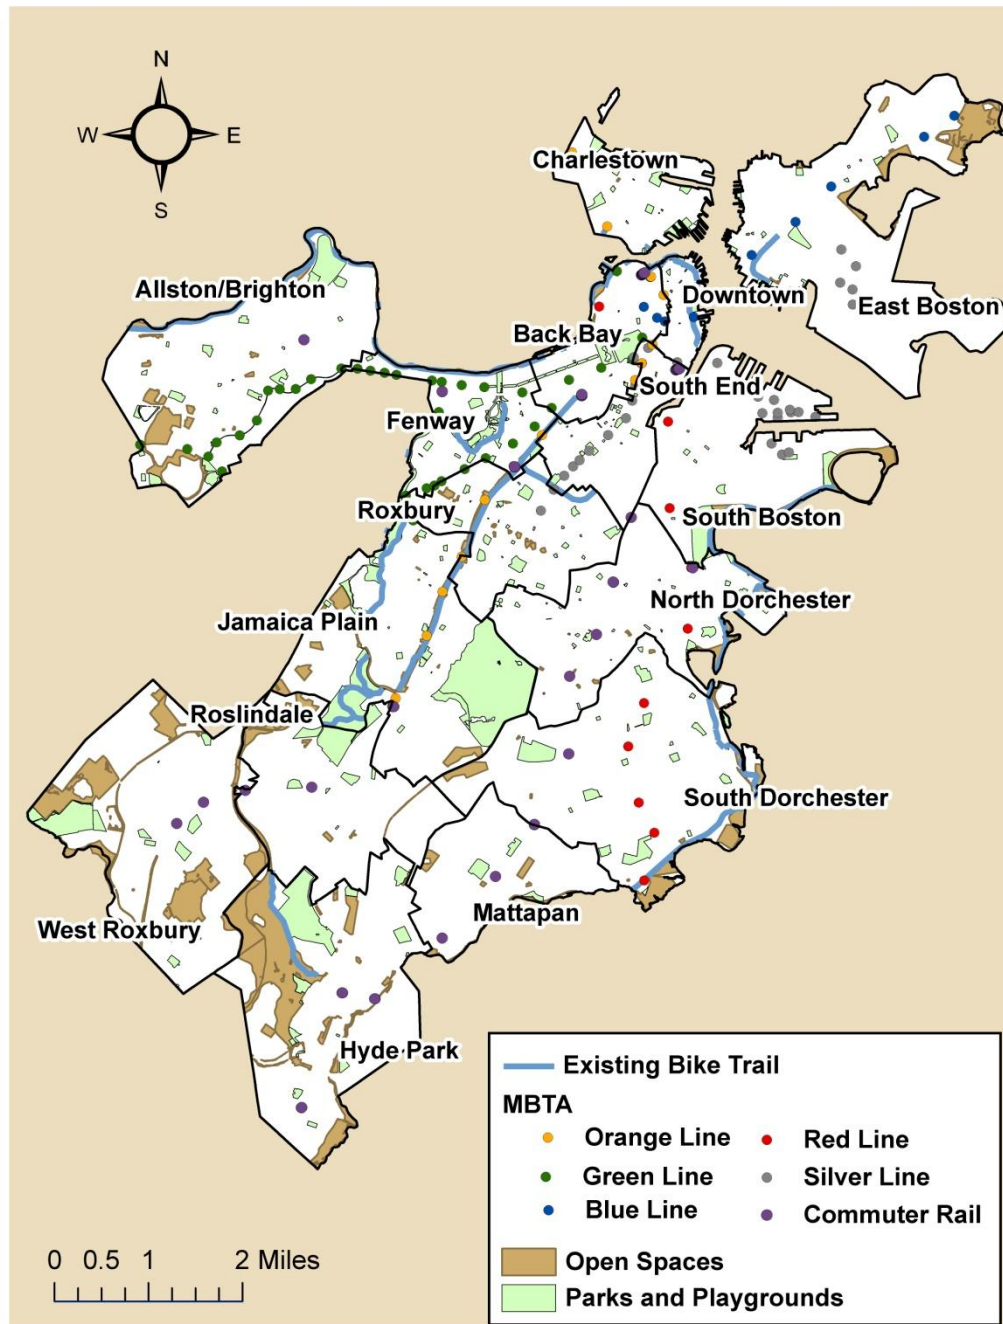 N
W E
S
Charlestown
Allston/Brighton
Downtown
East Boston
Back Bay
South End
Fenway
Roxbury
South Boston
North Dorchester
Jamaica Plain
Roslindale
South Dorchester
Mattapan
West Roxbury
Hyde Park
Existing Bike Trail
MBTA
Orange Line Red Line
Green Line Silver Line
Blue Line Commuter Rail
Open Spaces
Parks and Playgrounds
0 0.5 1 2 Miles